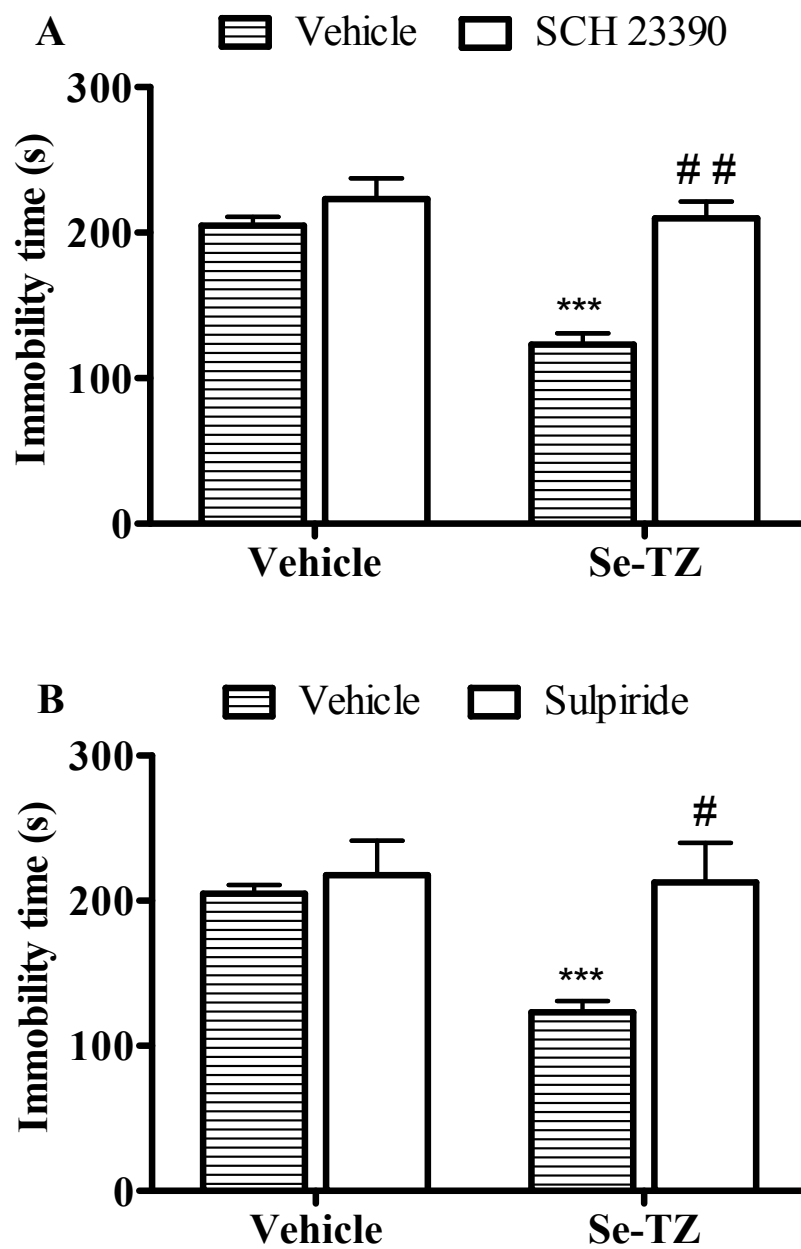 A Vehicle SCH 23390
Immobility time (s)
300
200
100
0
# #
***
Vehicle Se-TZ
B Vehicle Sulpiride
Immobility time (s)
300
200
100
0
#
***
Vehicle Se-TZ